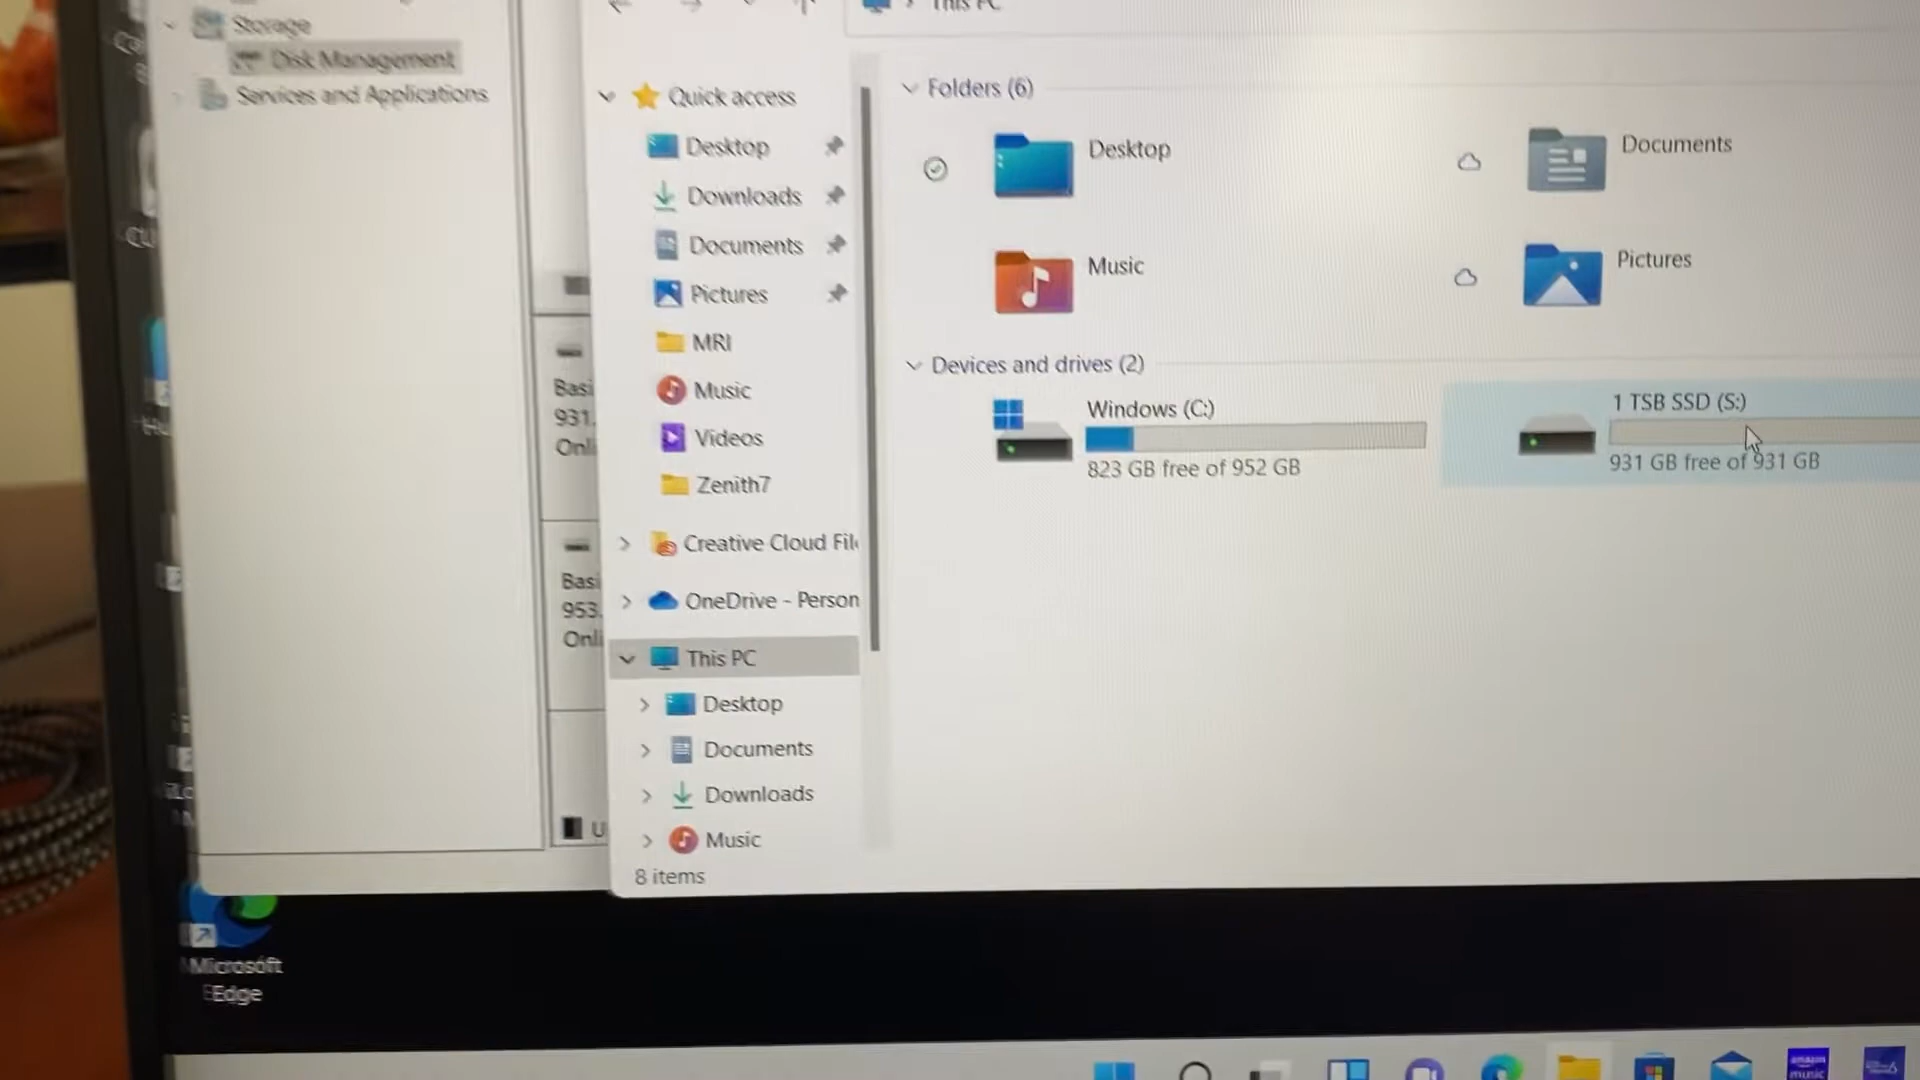 This PC
Storage
Disk Management
Services and Applications
Quick access
Desktop
Downloads
Documents
Pictures
MRI
Music
Videos
Zenith7
Creative Cloud Fil
OneDrive - Person
This PC
Desktop
Documents
Downloads
Music
8 items
Folders (6)
Desktop
Documents
Music
Pictures
Devices and drives (2)
Windows (C:)
823 GB free of 952 GB
1 TSB SSD (S:)
931 GB free of 931 GB
Basi
931.
Onli
Basi
953.
Onli
U
Microsoft
Edge
amazon
music